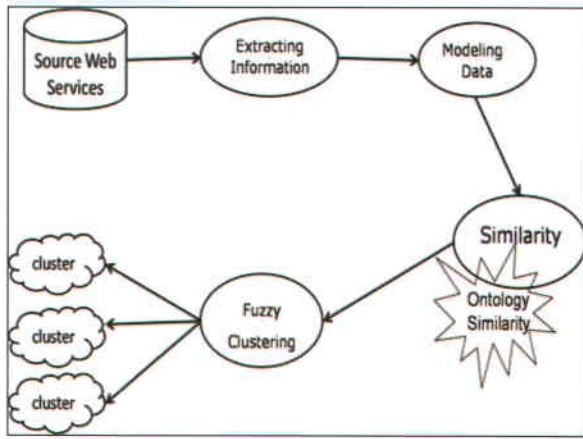 Source Web
Services
Extracting
Information
Modeling
Data
Similarity
Ontology
Similarity
Fuzzy
Clustering
cluster
cluster
cluster